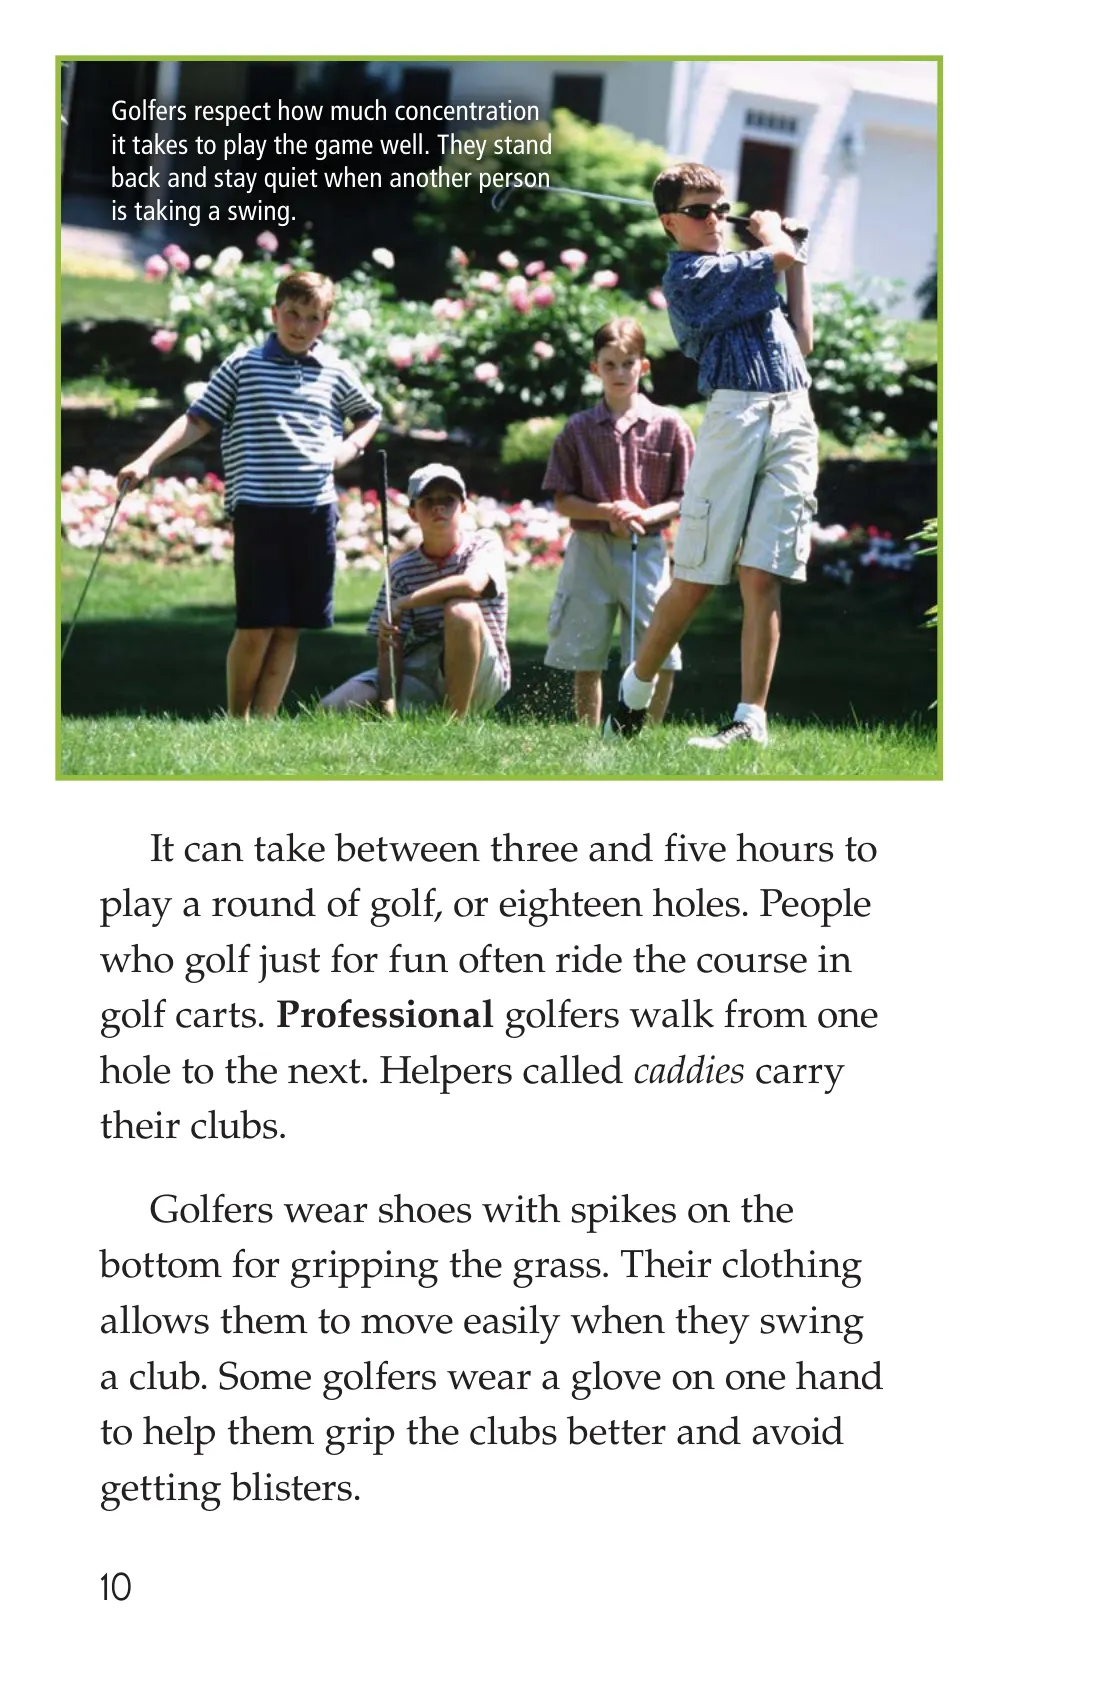 Golfers respect how much concentration
it takes to play the game well. They stand
back and stay quiet when another person
is taking a swing.
It can take between three and five hours to
play a round of golf, or eighteen holes. People
who golf just for fun often ride the course in
golf carts. Professional golfers walk from one
hole to the next. Helpers called caddies carry
their clubs.
Golfers wear shoes with spikes on the
bottom for gripping the grass. Their clothing
allows them to move easily when they swing
a club. Some golfers wear a glove on one hand
to help them grip the clubs better and avoid
getting blisters.
10